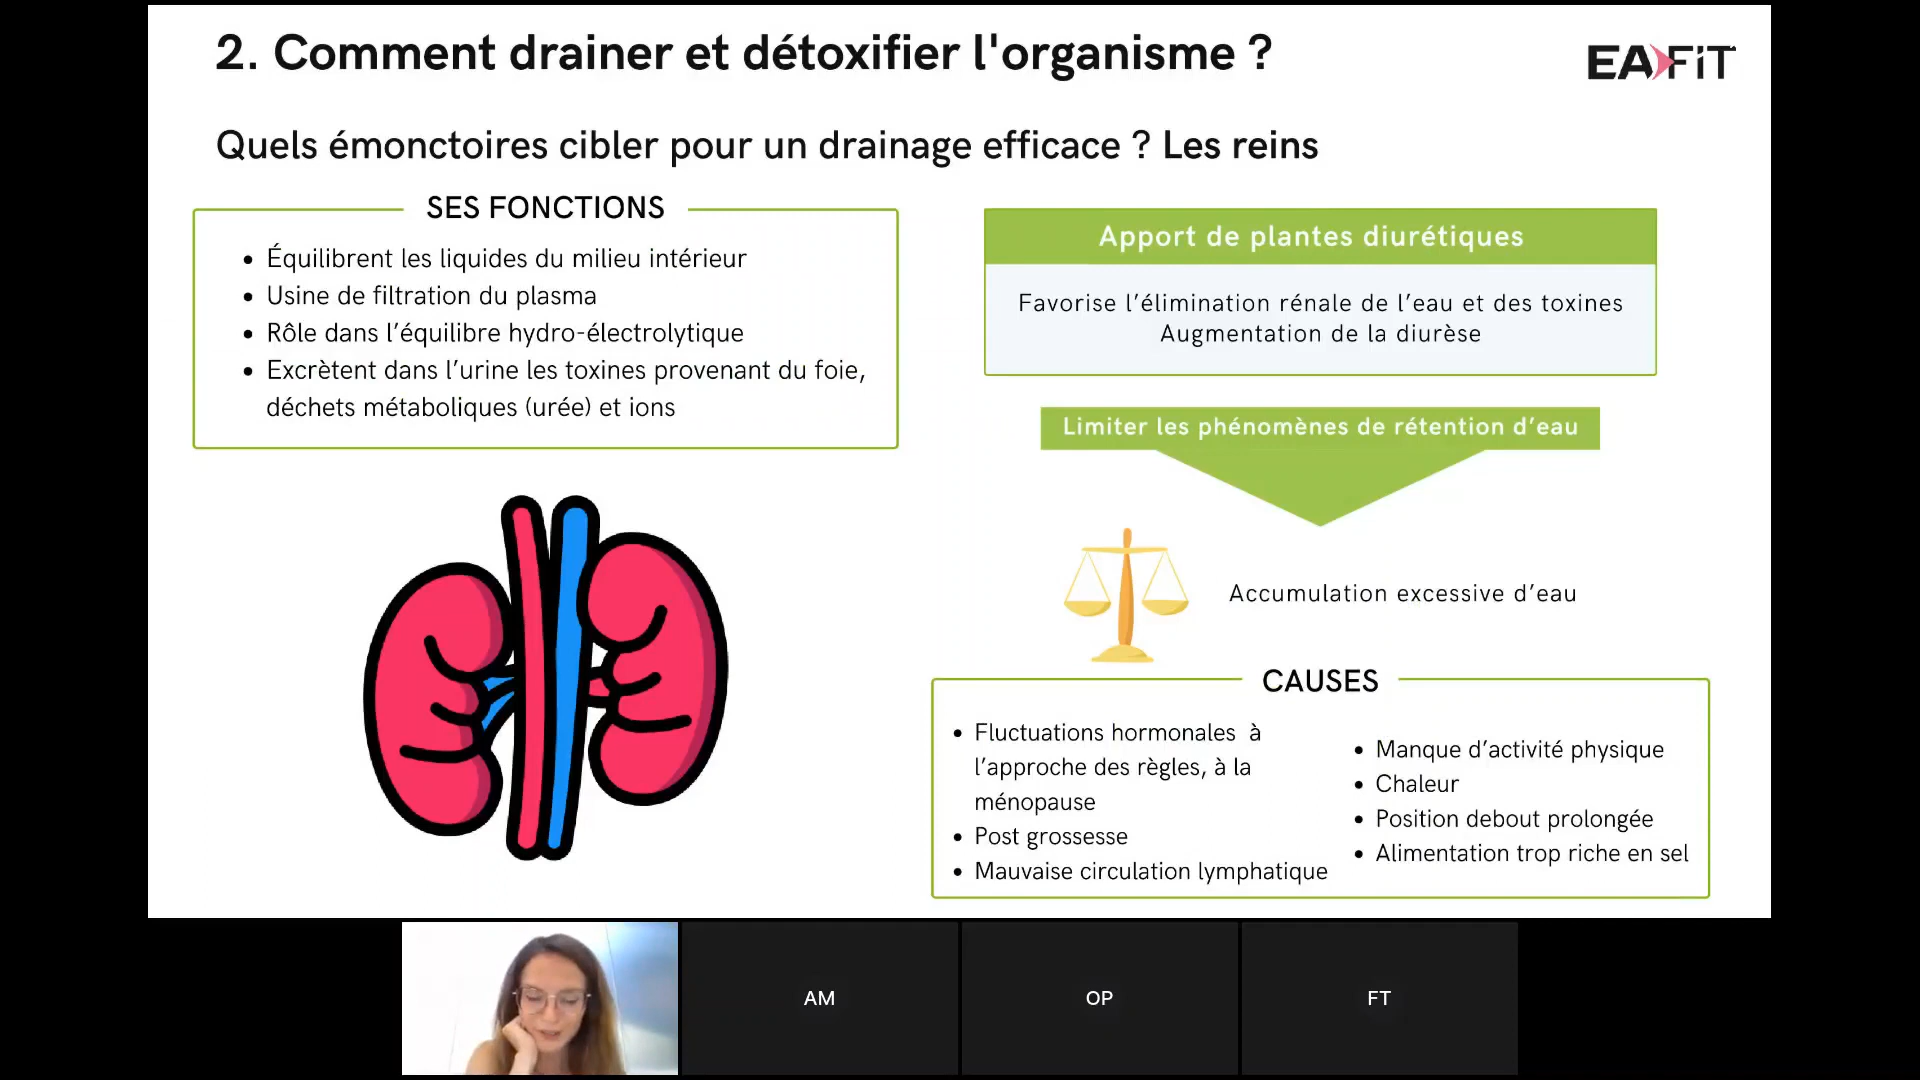 2. Comment drainer et détoxifier l'organisme ?
EAFIT
Quels émonctoires cibler pour un drainage efficace ? Les reins
SES FONCTIONS
• Équilibrent les liquides du milieu intérieur
• Usine de filtration du plasma
• Rôle dans l’équilibre hydro-électrolytique
• Excrètent dans l’urine les toxines provenant du foie,
déchets métaboliques (urée) et ions
Apport de plantes diurétiques
Favorise l’élimination rénale de l’eau et des toxines
Augmentation de la diurèse
Limiter les phénomènes de rétention d’eau
Accumulation excessive d’eau
CAUSES
• Fluctuations hormonales à
l’approche des règles, à la
ménopause
• Post grossesse
• Mauvaise circulation lymphatique
• Manque d’activité physique
• Chaleur
• Position debout prolongée
• Alimentation trop riche en sel
AM
OP
FT